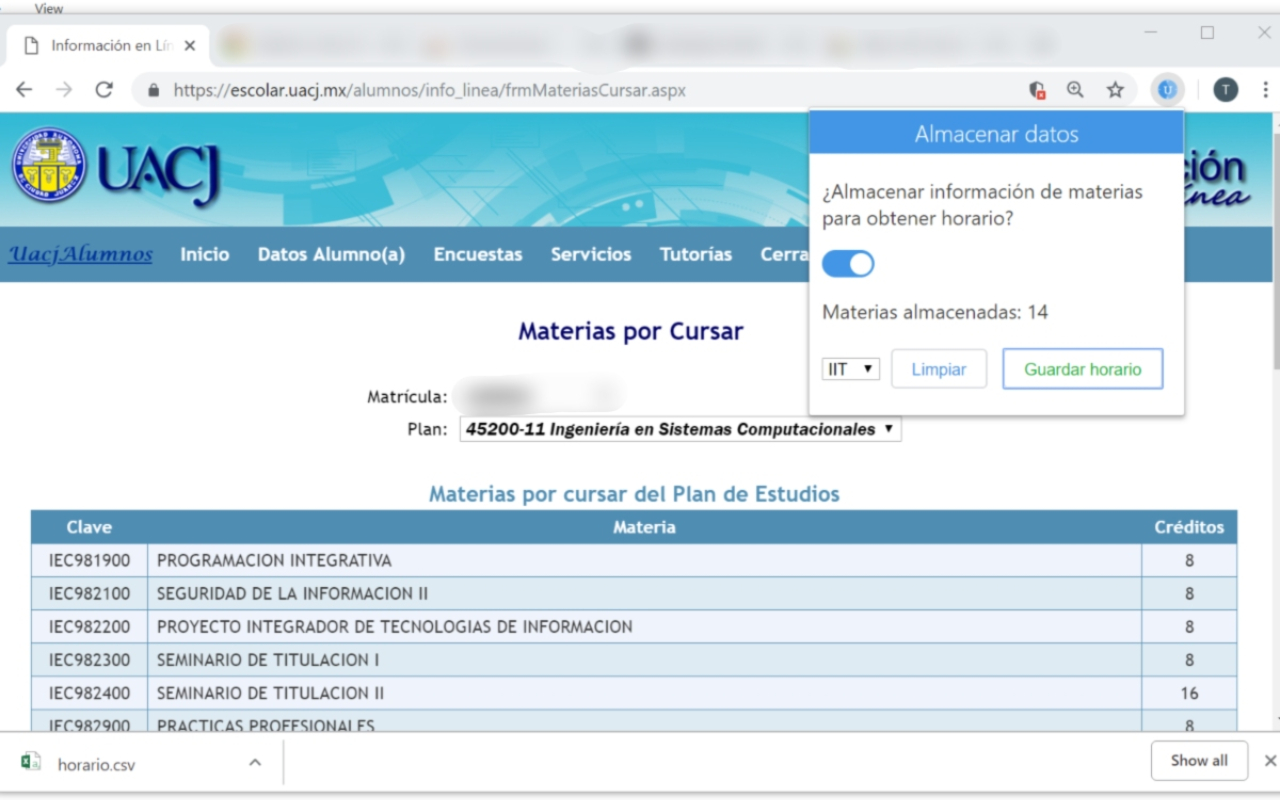 View
Información en Lín
https://escolar.uacj.mx/alumnos/info_linea/frmMateriasCursar.aspx
T
UACJ
ión
nea
UacjAlumnos Inicio Datos Alumno(a) Encuestas Servicios Tutorías Cerra
Almacenar datos
¿Almacenar información de materias
para obtener horario?
Materias almacenadas: 14
IIT Limpiar Guardar horario
Materias por Cursar
Matrícula:
Plan: 45200-11 Ingeniería en Sistemas Computacionales
Materias por cursar del Plan de Estudios
Clave Materia Créditos
IEC981900 PROGRAMACION INTEGRATIVA 8
IEC982100 SEGURIDAD DE LA INFORMACION II 8
IEC982200 PROYECTO INTEGRADOR DE TECNOLOGIAS DE INFORMACION 8
IEC982300 SEMINARIO DE TITULACION I 8
IEC982400 SEMINARIO DE TITULACION II 16
IEC982900 PRACTICAS PROFESIONALES 8
horario.csv Show all